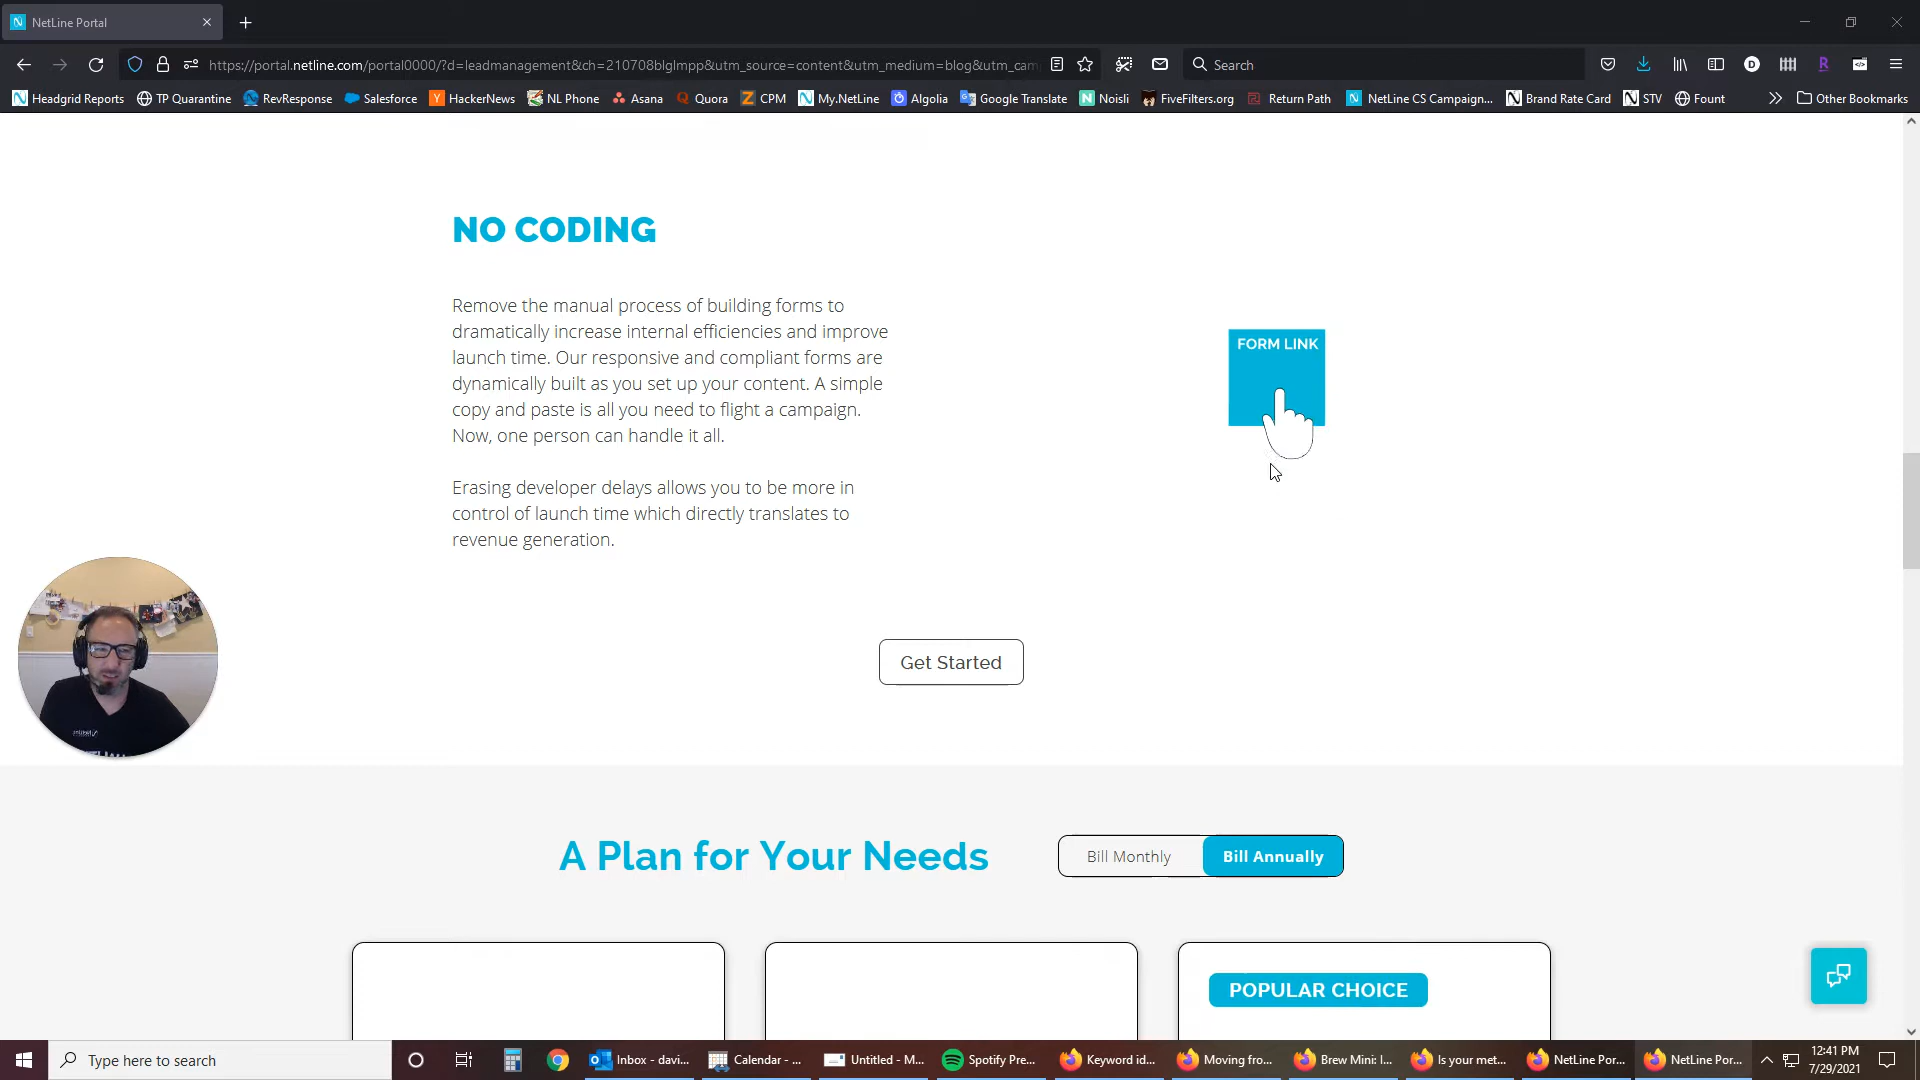 NetLine Portal
https://portal.netline.com/portal0000/?d=leadmanagement&ch=210708blglmpp&utm_source=content&utm_medium=blog&utm_cam
Search
Headgrid Reports TP Quarantine RevResponse Salesforce HackerNews NL Phone Asana Quora CPM My.NetLine Algolia Google Translate Noisli FiveFilters.org Return Path NetLine CS Campaign... Brand Rate Card STV Fount Other Bookmarks
NO CODING
Remove the manual process of building forms to
dramatically increase internal efficiencies and improve
launch time. Our responsive and compliant forms are
dynamically built as you set up your content. A simple
copy and paste is all you need to flight a campaign.
Now, one person can handle it all.
Erasing developer delays allows you to be more in
control of launch time which directly translates to
revenue generation.
FORM LINK
Get Started
A Plan for Your Needs
Bill Monthly Bill Annually
POPULAR CHOICE
Type here to search
Inbox - davi... Calendar - ... Untitled - M... Spotify Pre... Keyword id... Moving fro... Brew Mini: I... Is your met... NetLine Por... NetLine Por...
12:41 PM
7/29/2021